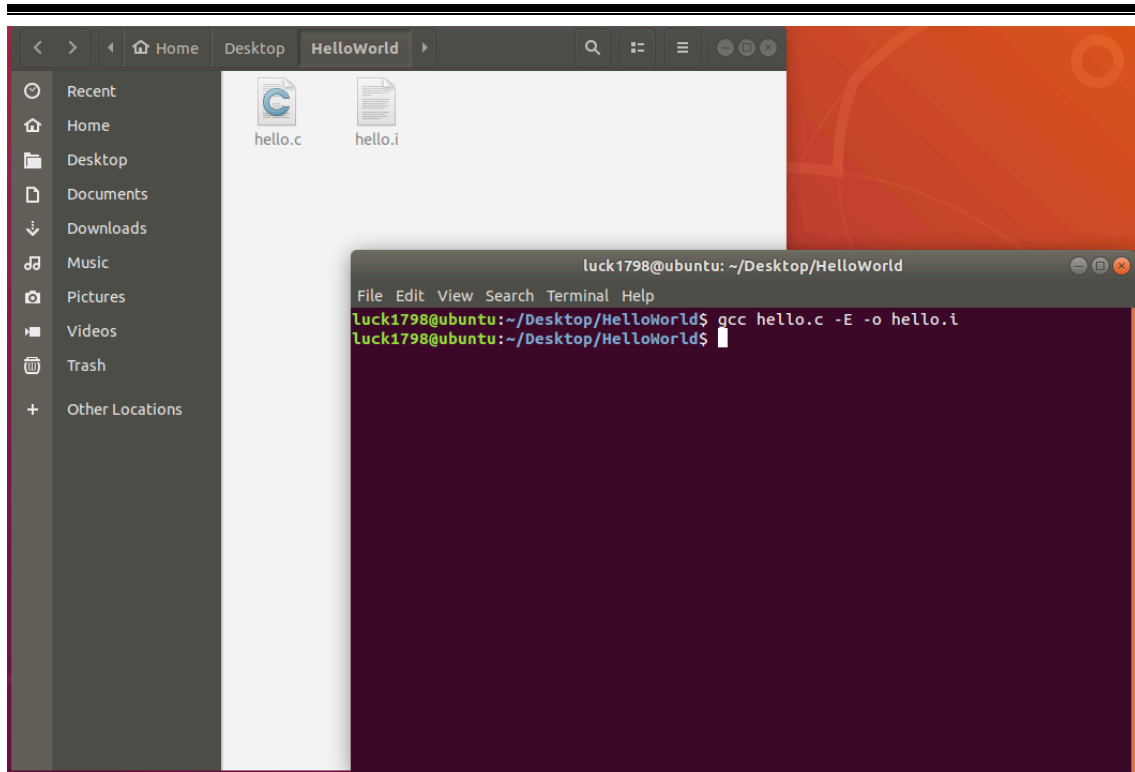 Home Desktop HelloWorld
Recent
Home
Desktop
Documents
Downloads
Music
Pictures
Videos
Trash
Other Locations
hello.c hello.i
luck1798@ubuntu: ~/Desktop/HelloWorld
File Edit View Search Terminal Help
luck1798@ubuntu:~/Desktop/HelloWorld$ gcc hello.c -E -o hello.i
luck1798@ubuntu:~/Desktop/HelloWorld$